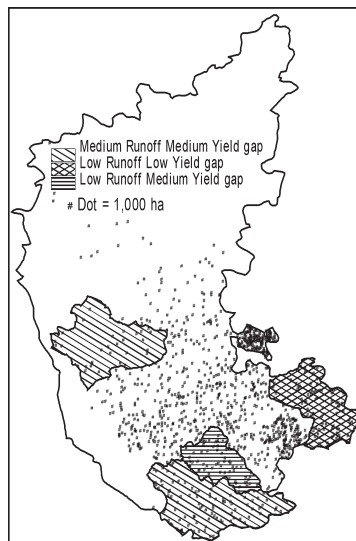 Medium Runoff Medium Yield gap
Low Runoff Low Yield gap
Low Runoff Medium Yield gap
# Dot = 1,000 ha